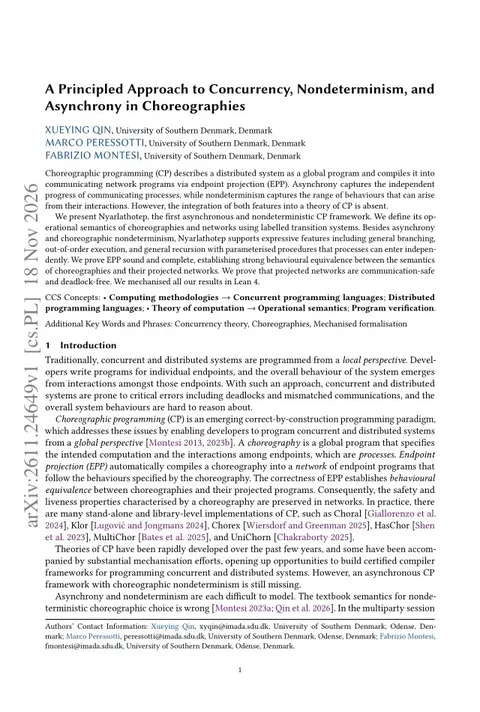 A Principled Approach to Concurrency, Nondeterminism, and
Asynchrony in Choreographies
XUEYING QIN, University of Southern Denmark, Denmark
MARCO PERESSOTTI, University of Southern Denmark, Denmark
FABRIZIO MONTESI, University of Southern Denmark, Denmark
Choreographic programming (CP) describes a distributed system as a global program and compiles it into
communicating network programs via endpoint projection (EPP). Asynchrony captures the independent
progress of communicating processes, while nondeterminism captures the range of behaviours that can arise
from their interactions. However, the integration of both features into a theory of CP is absent.
We present Nyarlathotep, the first asynchronous and nondeterministic CP framework. We define its op-
erational semantics of choreographies and networks using labelled transition systems. Besides asynchrony
and choreographic nondeterminism, Nyarlathotep supports expressive features including general branching,
out-of-order execution, and general recursion with parameterised procedures that processes can enter indepen-
dently. We prove EPP sound and complete, establishing strong behavioural equivalence between the semantics
of choreographies and their projected networks. We prove that projected networks are communication-safe
and deadlock-free. We mechanised all our results in Lean 4.
CCS Concepts: • Computing methodologies → Concurrent programming languages; Distributed
programming languages; • Theory of computation → Operational semantics; Program verification.
Additional Key Words and Phrases: Concurrency theory, Choreographies, Mechanised formalisation
1 Introduction
Traditionally, concurrent and distributed systems are programmed from a local perspective. Devel-
opers write programs for individual endpoints, and the overall behaviour of the system emerges
from interactions amongst those endpoints. With such an approach, concurrent and distributed
systems are prone to critical errors including deadlocks and mismatched communications, and the
overall system behaviours are hard to reason about.
Choreographic programming (CP) is an emerging correct-by-construction programming paradigm,
which addresses these issues by enabling developers to program concurrent and distributed systems
from a global perspective [Montesi 2013, 2023b]. A choreography is a global program that specifies
the intended computation and the interactions among endpoints, which are processes. Endpoint
projection (EPP) automatically compiles a choreography into a network of endpoint programs that
follow the behaviours specified by the choreography. The correctness of EPP establishes behavioural
equivalence between choreographies and their projected programs. Consequently, the safety and
liveness properties characterised by a choreography are preserved in networks. In practice, there
are many stand-alone and library-level implementations of CP, such as Choral [Giallorenzo et al.
2024], Klor [Lugović and Jongmans 2024], Chorex [Wiersdorf and Greenman 2025], HasChor [Shen
et al. 2023], MultiChor [Bates et al. 2025], and UniChorn [Chakraborty 2025].
Theories of CP have been rapidly developed over the past few years, and some have been accom-
panied by substantial mechanisation efforts, opening up opportunities to build certified compiler
frameworks for programming concurrent and distributed systems. However, an asynchronous CP
framework with choreographic nondeterminism is still missing.
Asynchrony and nondeterminism are each difficult to model. The textbook semantics for nonde-
terministic choreographic choice is wrong [Montesi 2023a; Qin et al. 2026]. In the multiparty session
Authors' Contact Information: Xueying Qin, xyqin@imada.sdu.dk, University of Southern Denmark, Odense, Den-
mark; Marco Peressotti, peressotti@imada.sdu.dk, University of Southern Denmark, Odense, Denmark; Fabrizio Montesi,
fmontesi@imada.sdu.dk, University of Southern Denmark, Odense, Denmark.
1
arXiv:2611.24649v1 [cs.PL] 18 Nov 2026